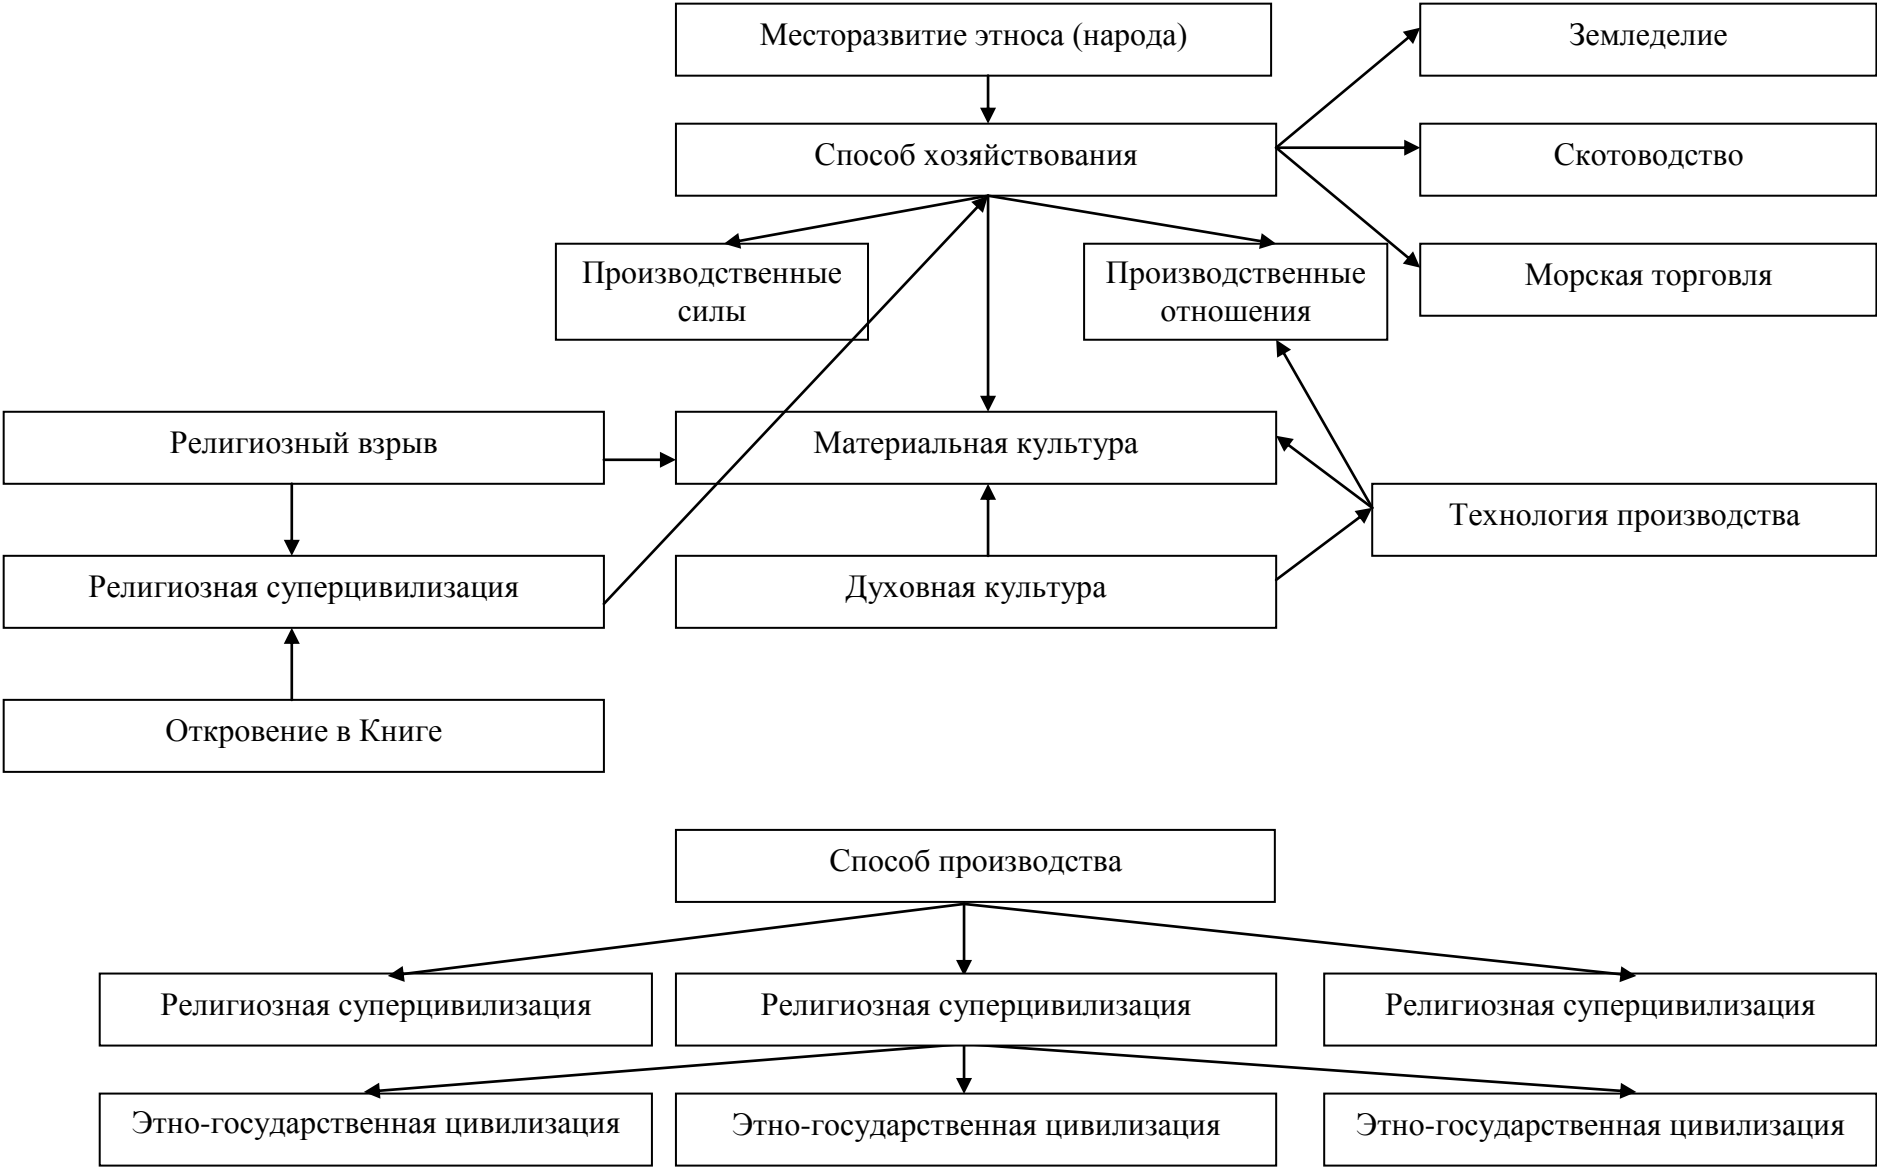 Месторазвитие этноса (народа)
Земледелие
Способ хозяйствования
Скотоводство
Производственные
силы
Производственные
отношения
Морская торговля
Религиозный взрыв
Материальная культура
Технология производства
Религиозная суперцивилизация
Духовная культура
Откровение в Книге
Способ производства
Религиозная суперцивилизация
Религиозная суперцивилизация
Религиозная суперцивилизация
Этно-государственная цивилизация
Этно-государственная цивилизация
Этно-государственная цивилизация